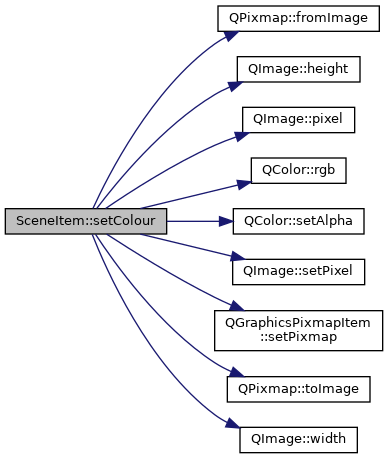 QPixmap::fromImage
QImage::height
QImage::pixel
QColor::rgb
SceneItem::setColour
QColor::setAlpha
QImage::setPixel
QGraphicsPixmapItem
::setPixmap
QPixmap::toImage
QImage::width